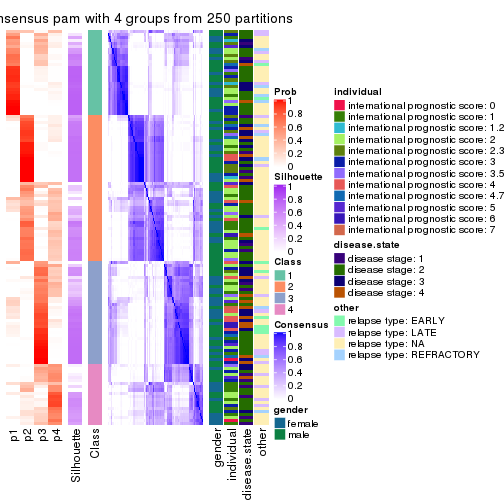 nsensus pam with 4 groups from 250 partitions
p1
p2
p3
p4
Silhouette
Class
gender
individual
disease.state
other
Prob
1
0.8
0.6
0.4
0.2
0
Silhouette
1
0.8
0.6
0.4
0.2
0
Class
1
2
3
4
Consensus
1
0.8
0.6
0.4
0.2
0
gender
female
male
individual
international prognostic score: 0
international prognostic score: 1
international prognostic score: 1.2
international prognostic score: 2
international prognostic score: 2.3
international prognostic score: 3
international prognostic score: 3.5
international prognostic score: 4
international prognostic score: 4.7
international prognostic score: 5
international prognostic score: 6
international prognostic score: 7
disease.state
disease stage: 1
disease stage: 2
disease stage: 3
disease stage: 4
other
relapse type: EARLY
relapse type: LATE
relapse type: NA
relapse type: REFRACTORY